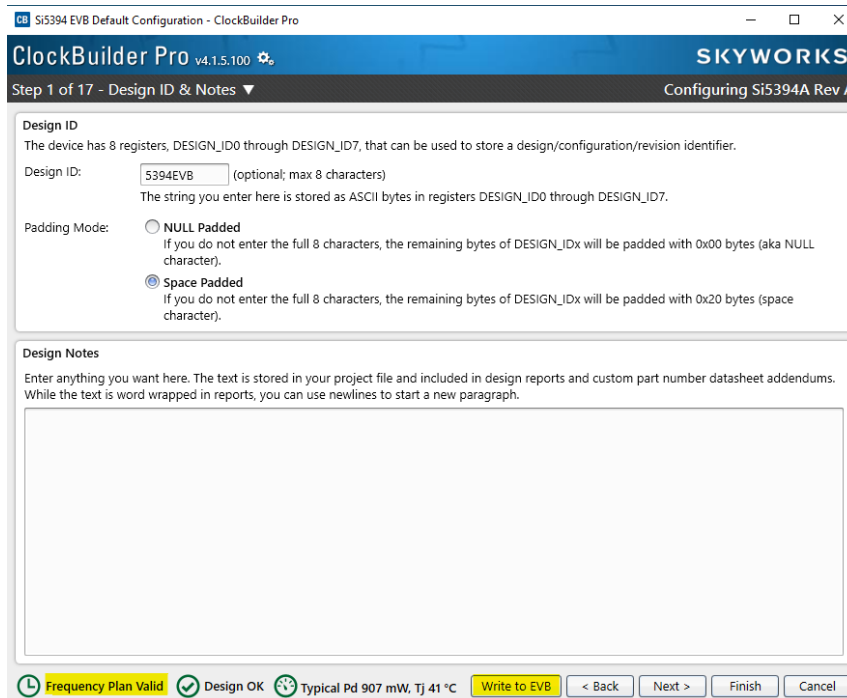 CB Si5394 EVB Default Configuration - ClockBuilder Pro
ClockBuilder Pro v4.1.5.100
SKYWORKS
Step 1 of 17 - Design ID & Notes ▼
Configuring Si5394A Rev A
Design ID
The device has 8 registers, DESIGN_ID0 through DESIGN_ID7, that can be used to store a design/configuration/revision identifier.
Design ID: 5394EVB (optional; max 8 characters)
The string you enter here is stored as ASCII bytes in registers DESIGN_ID0 through DESIGN_ID7.
Padding Mode: NULL Padded
If you do not enter the full 8 characters, the remaining bytes of DESIGN_IDx will be padded with 0x00 bytes (aka NULL
character).
Space Padded
If you do not enter the full 8 characters, the remaining bytes of DESIGN_IDx will be padded with 0x20 bytes (space
character).
Design Notes
Enter anything you want here. The text is stored in your project file and included in design reports and custom part number datasheet addendums.
While the text is word wrapped in reports, you can use newlines to start a new paragraph.
Frequency Plan Valid Design OK Typical Pd 907 mW, Tj 41 °C Write to EVB < Back Next > Finish Cancel